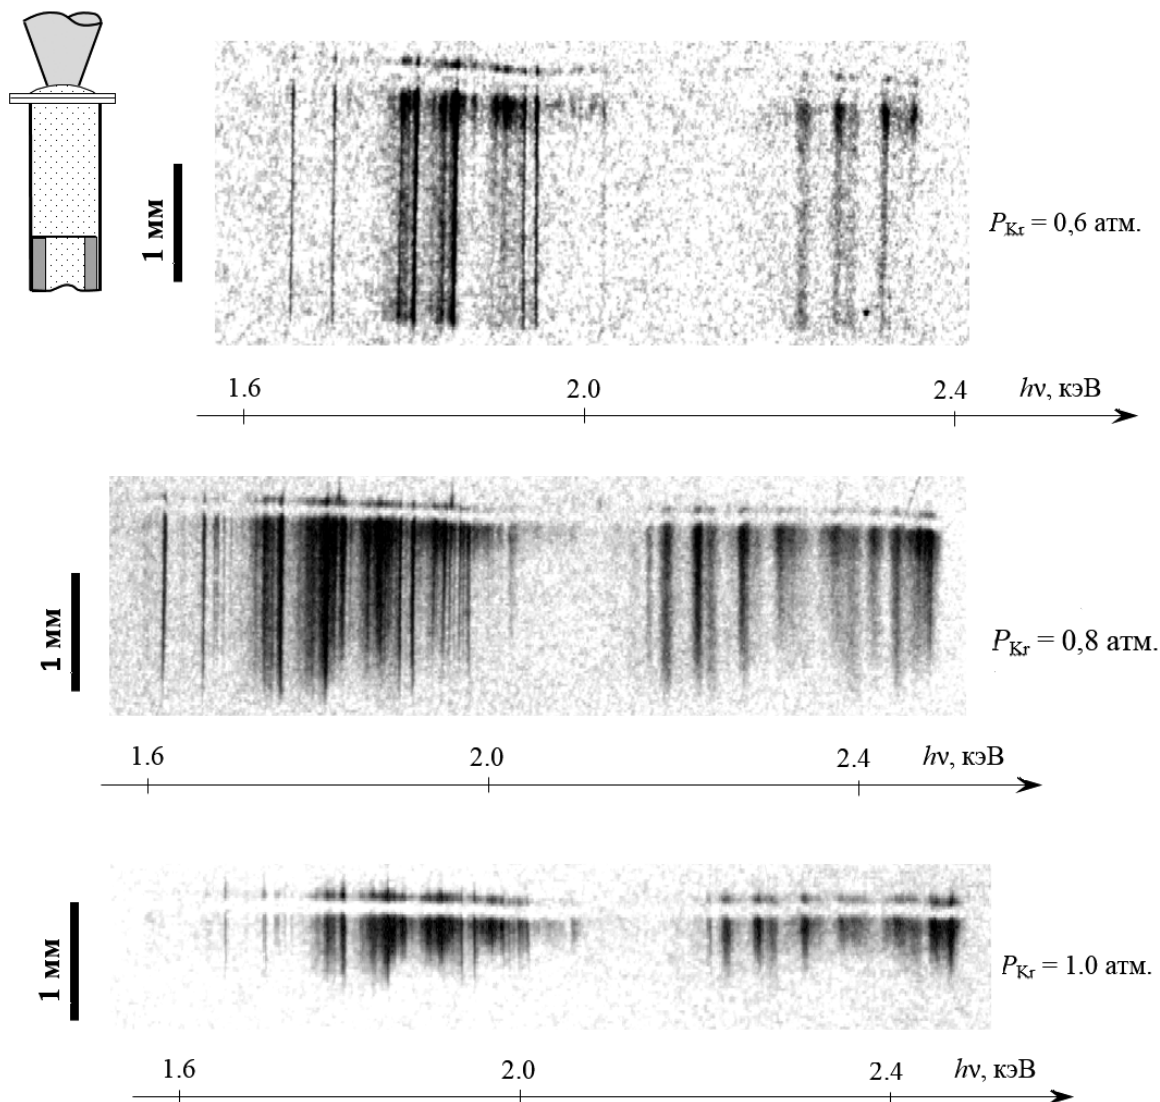 1 мм
P_Kr = 0,6 атм.
1.6 2.0 2.4 hν, кэВ
1 мм
P_Kr = 0,8 атм.
1.6 2.0 2.4 hν, кэВ
1 мм
P_Kr = 1.0 атм.
1.6 2.0 2.4 hν, кэВ